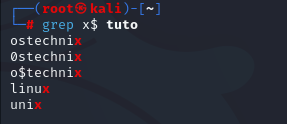 ┌──(root㉿kali)-[~]
└─# grep x$ tuto
ostechnix
0stechnix
o$technix
linux
unix